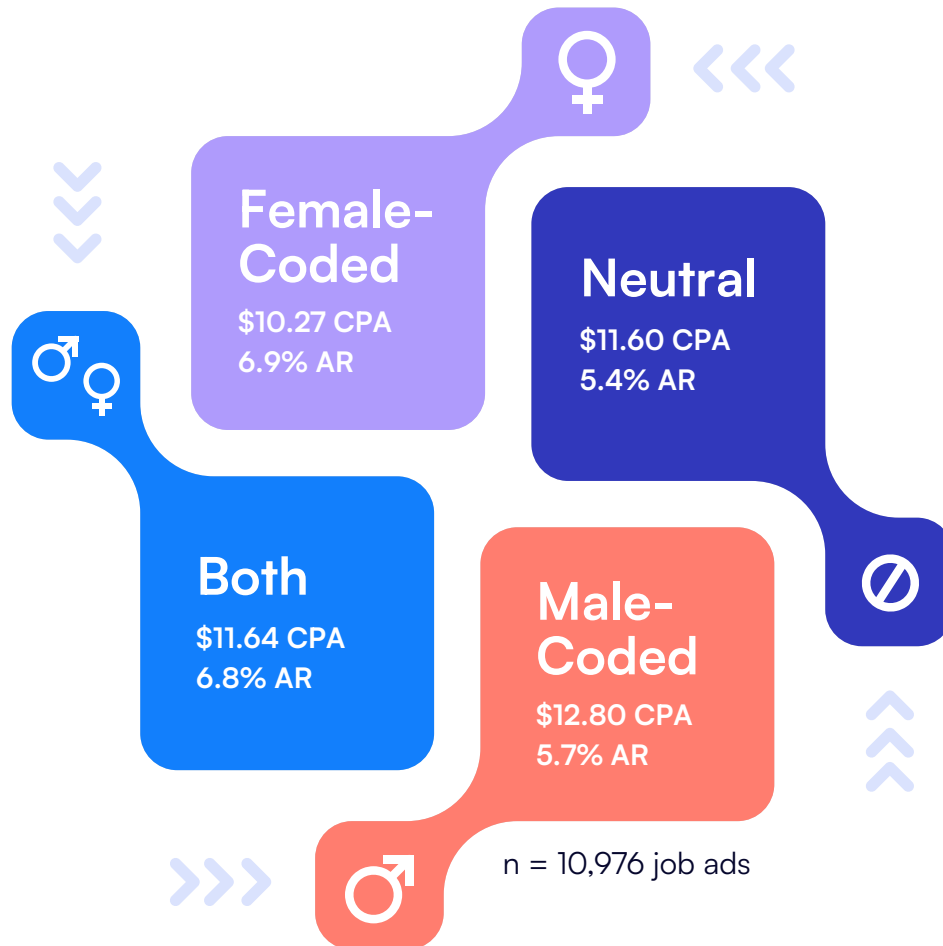 Female-
Coded
$10.27 CPA
6.9% AR
Neutral
$11.60 CPA
5.4% AR
Both
$11.64 CPA
6.8% AR
Male-
Coded
$12.80 CPA
5.7% AR
n = 10,976 job ads